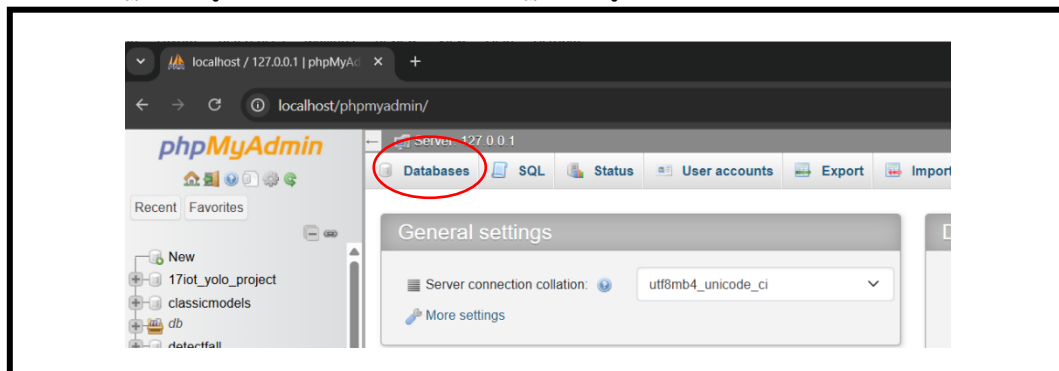 localhost / 127.0.0.1 | phpMyAd
localhost/phpmyadmin/
phpMyAdmin
Server: 127.0.0.1
Databases SQL Status User accounts Export Import
Recent Favorites
General settings
New
17iot_yolo_project
Server connection collation: utf8mb4_unicode_ci
classicmodels
More settings
db
detectfall